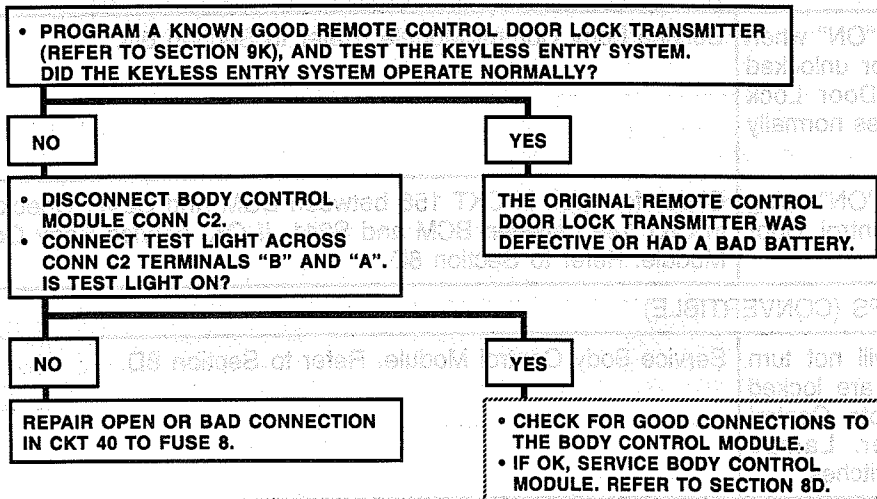 • PROGRAM A KNOWN GOOD REMOTE CONTROL DOOR LOCK TRANSMITTER
(REFER TO SECTION 9K), AND TEST THE KEYLESS ENTRY SYSTEM.
DID THE KEYLESS ENTRY SYSTEM OPERATE NORMALLY?
NO
YES
• DISCONNECT BODY CONTROL
MODULE CONN C2.
• CONNECT TEST LIGHT ACROSS
CONN C2 TERMINALS “B” AND “A”.
IS TEST LIGHT ON?
THE ORIGINAL REMOTE CONTROL
DOOR LOCK TRANSMITTER WAS
DEFECTIVE OR HAD A BAD BATTERY.
NO
YES
REPAIR OPEN OR BAD CONNECTION
IN CKT 40 TO FUSE 8.
• CHECK FOR GOOD CONNECTIONS TO
THE BODY CONTROL MODULE.
• IF OK, SERVICE BODY CONTROL
MODULE. REFER TO SECTION 8D.